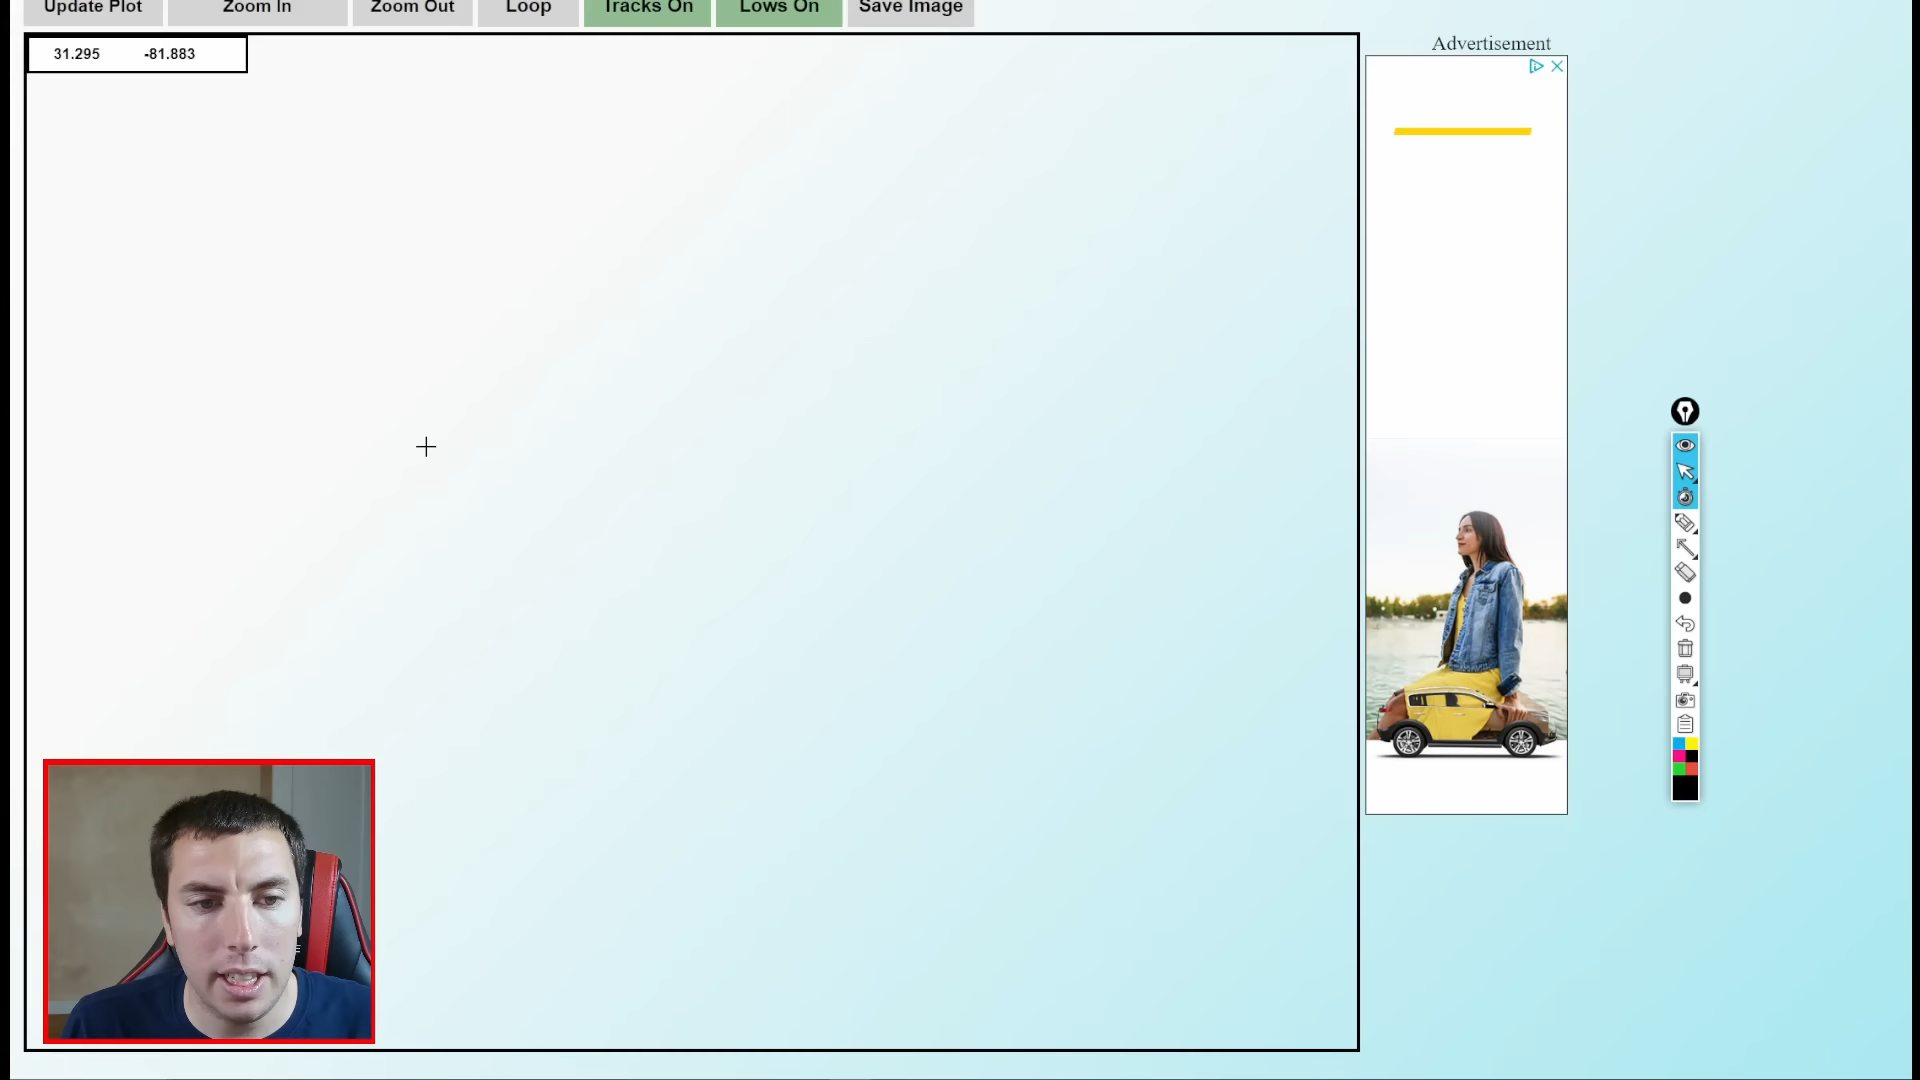 Update Plot Zoom In Zoom Out Loop Tracks On Lows On Save Image
31.295 -81.883
Advertisement